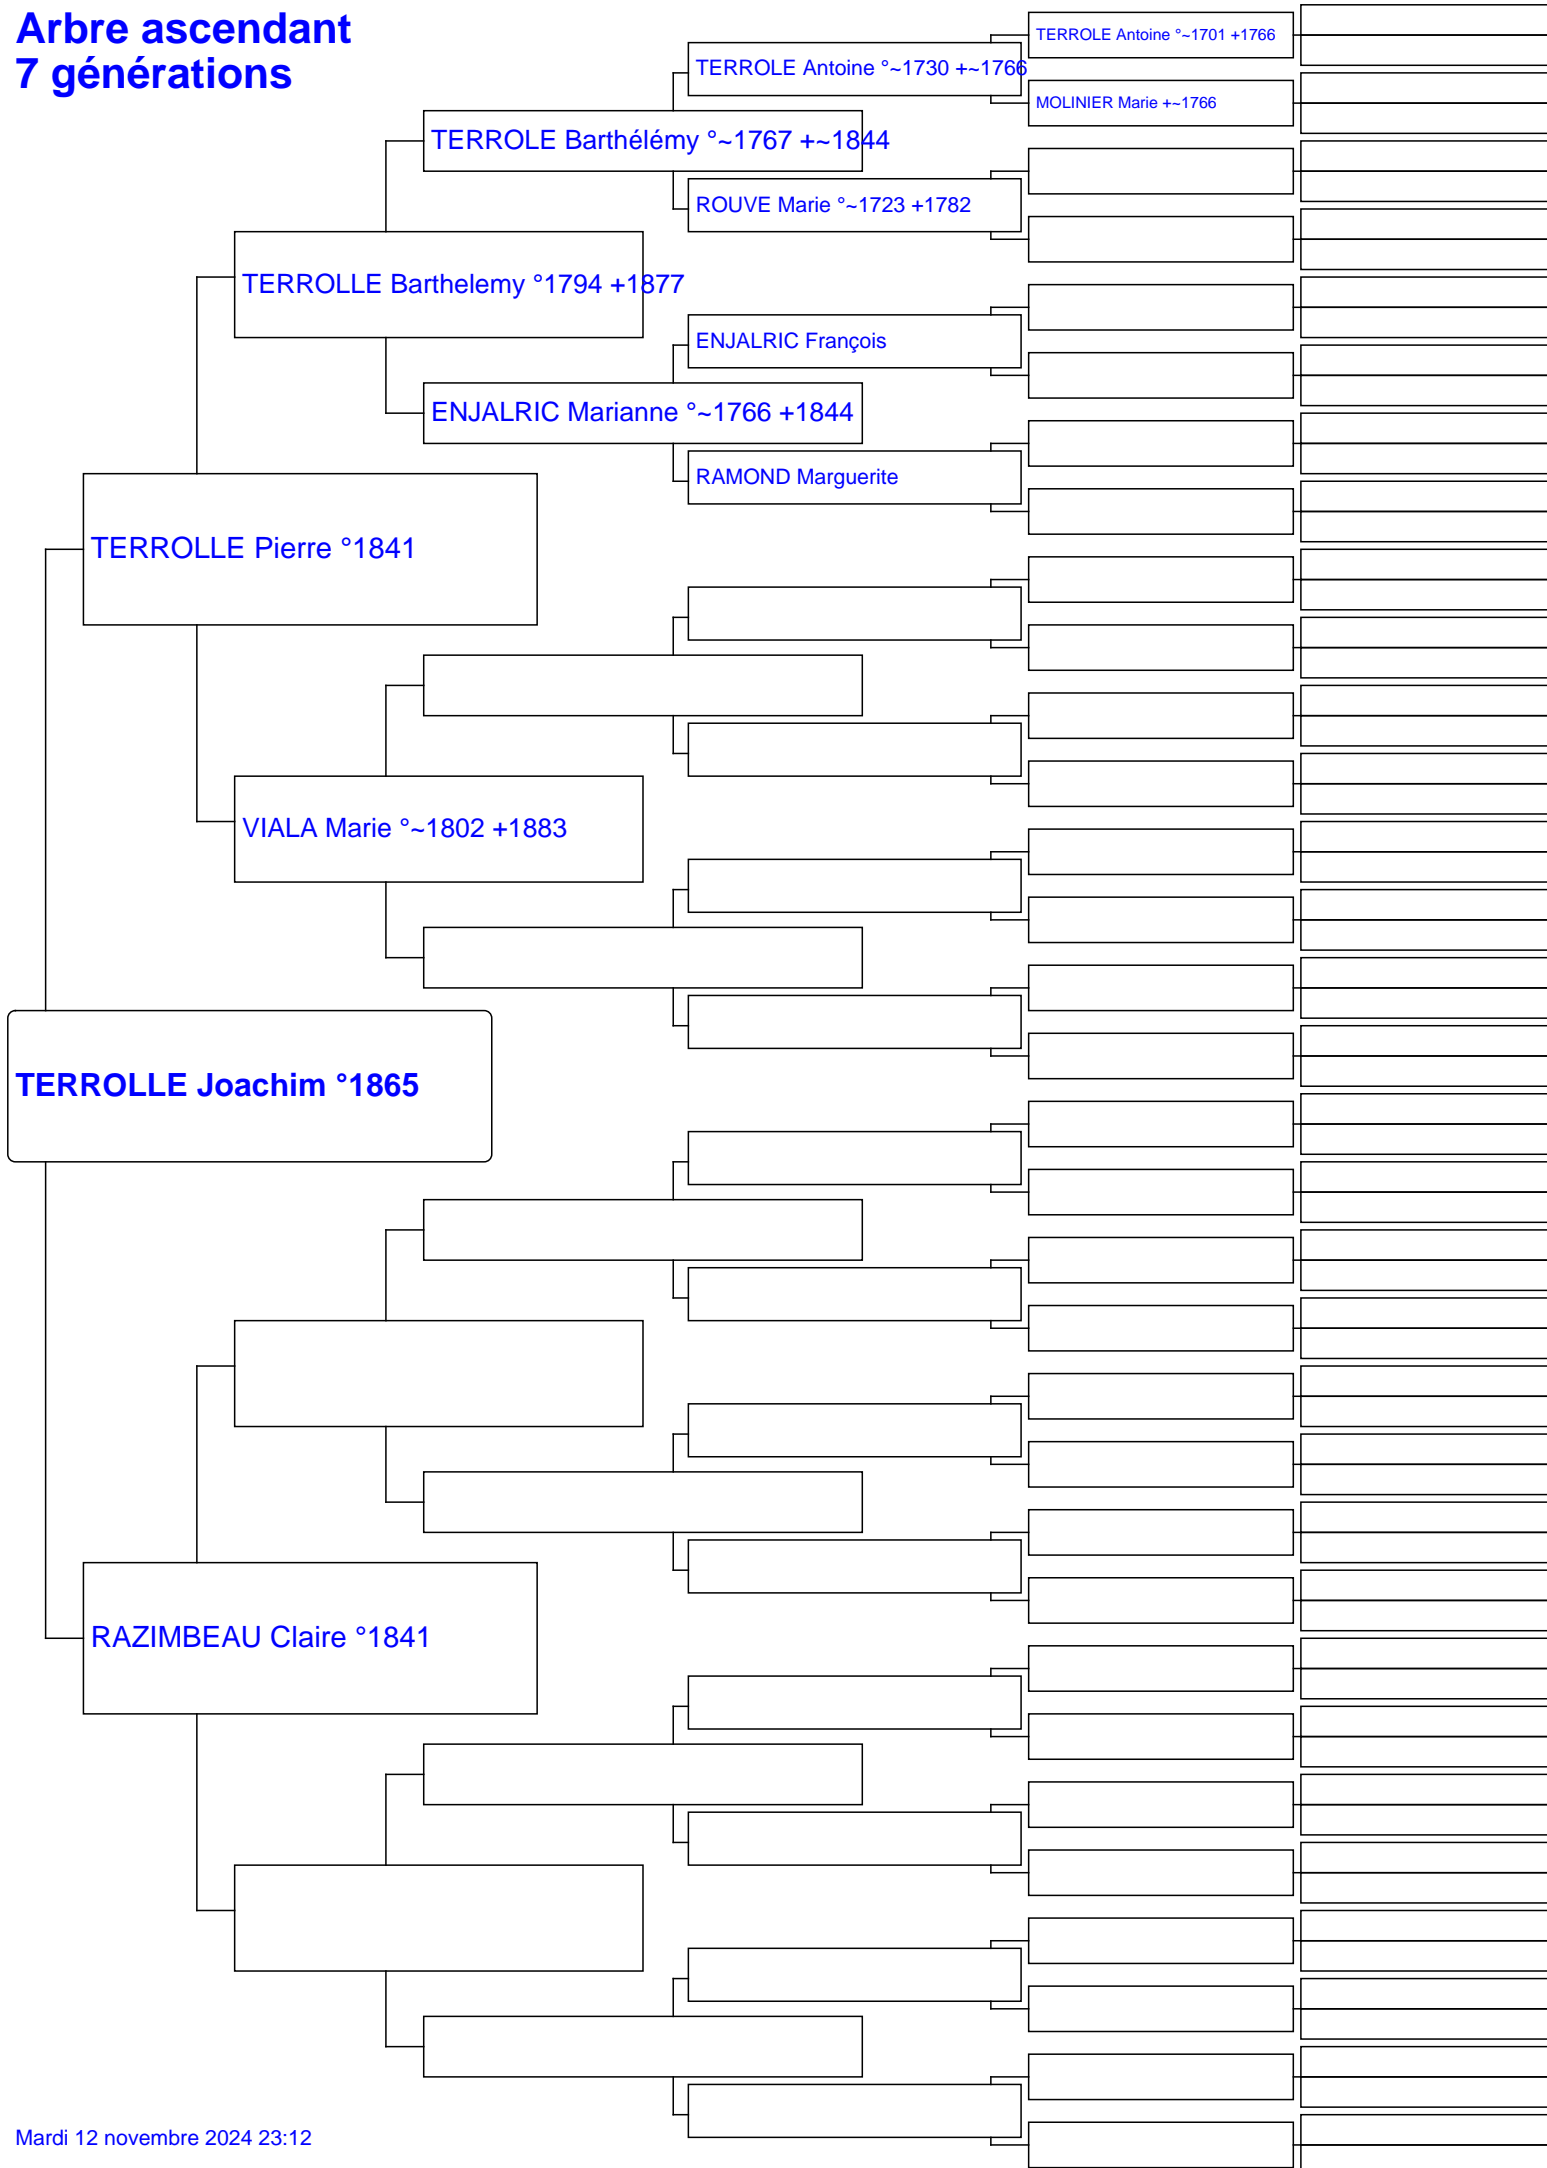 Arbre ascendant
7 générations
TERROLE Antoine °~1701 +1766
TERROLE Antoine °~1730 +~1766
MOLINIER Marie +~1766
TERROLE Barthélémy °~1767 +~1844
ROUVE Marie °~1723 +1782
TERROLLE Barthelemy °1794 +1877
ENJALRIC François
ENJALRIC Marianne °~1766 +1844
RAMOND Marguerite
TERROLLE Pierre °1841
VIALA Marie °~1802 +1883
TERROLLE Joachim °1865
RAZIMBEAU Claire °1841
Mardi 12 novembre 2024 23:12